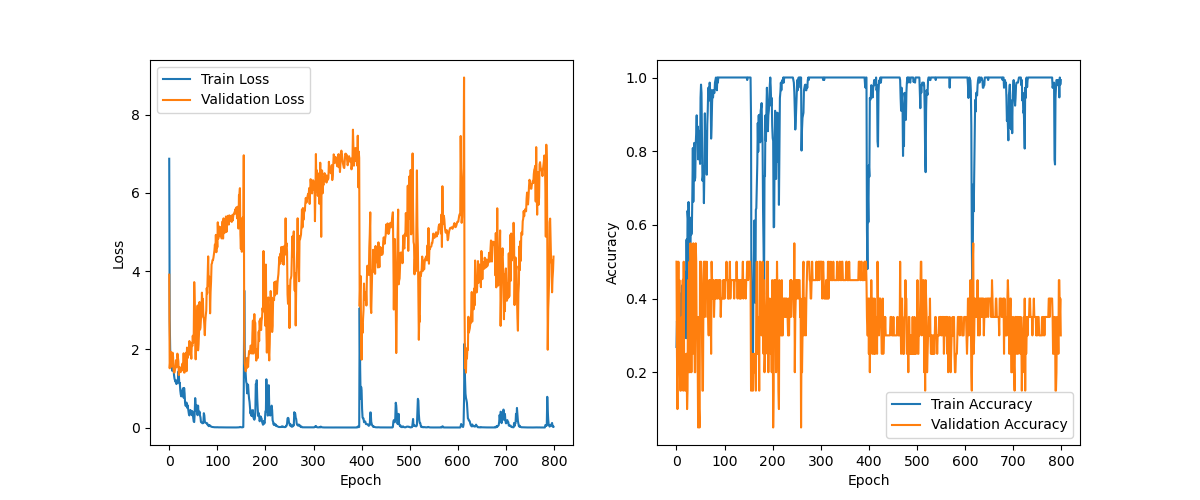 Train Loss
Validation Loss
8
6
4
2
0
Loss
0 100 200 300 400 500 600 700 800
Epoch
1.0
0.8
0.6
0.4
0.2
Accuracy
Train Accuracy
Validation Accuracy
0 100 200 300 400 500 600 700 800
Epoch